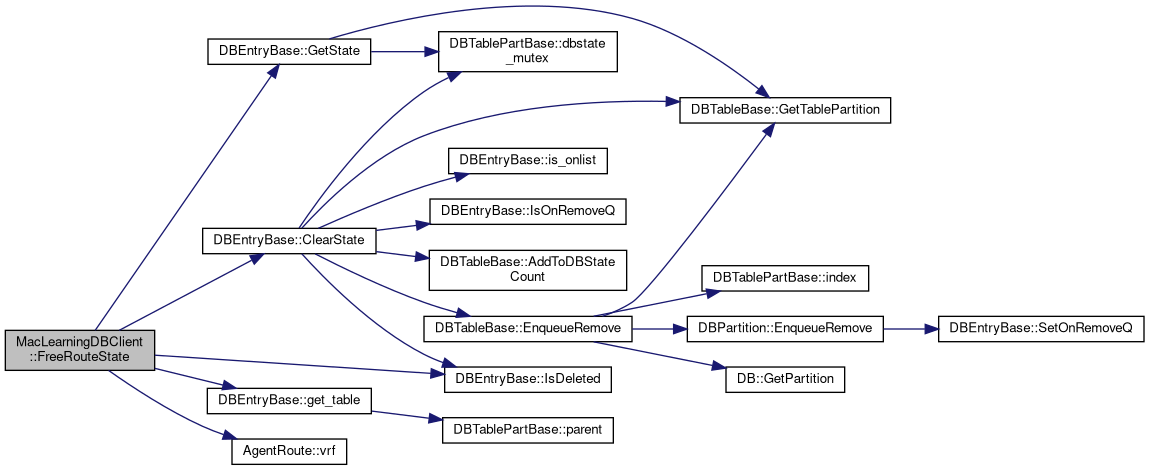 DBEntryBase::GetState
DBTablePartBase::dbstate
_mutex
DBTableBase::GetTablePartition
DBEntryBase::is_onlist
DBEntryBase::IsOnRemoveQ
DBEntryBase::ClearState
DBTableBase::AddToDBState
Count
DBTablePartBase::index
DBTableBase::EnqueueRemove
DBPartition::EnqueueRemove
DBEntryBase::SetOnRemoveQ
MacLearningDBClient
::FreeRouteState
DBEntryBase::IsDeleted
DB::GetPartition
DBEntryBase::get_table
DBTablePartBase::parent
AgentRoute::vrf